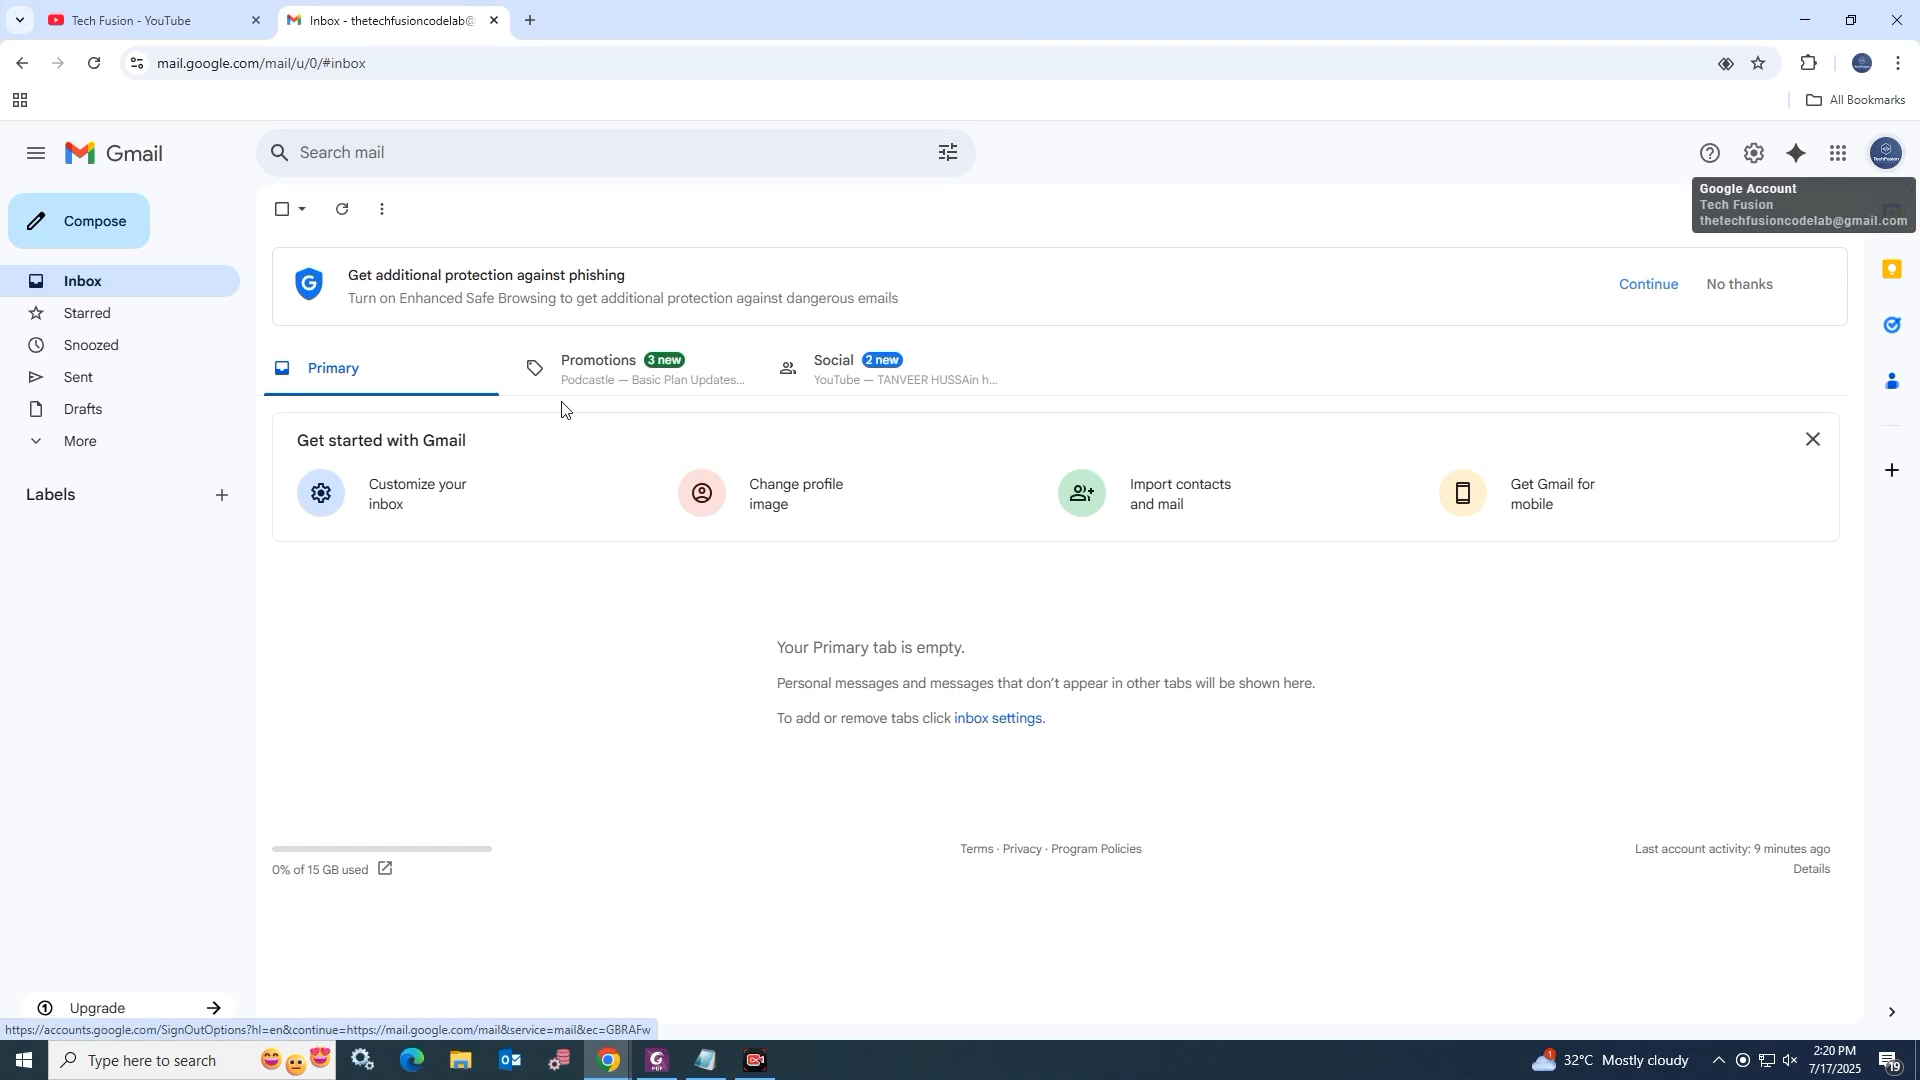 Tech Fusion - YouTube
Inbox - thetechfusioncodelab@
mail.google.com/mail/u/0/#inbox
All Bookmarks
Gmail
Search mail
Google Account
Tech Fusion
thetechfusioncodelab@gmail.com
Compose
Inbox
Starred
Snoozed
Sent
Drafts
More
Labels
Get additional protection against phishing
Turn on Enhanced Safe Browsing to get additional protection against dangerous emails
Continue
No thanks
Primary
Promotions 3 new
Podcastle — Basic Plan Updates...
Social 2 new
YouTube — TANVEER HUSSAin h...
Get started with Gmail
Customize your
inbox
Change profile
image
Import contacts
and mail
Get Gmail for
mobile
Your Primary tab is empty.
Personal messages and messages that don’t appear in other tabs will be shown here.
To add or remove tabs click inbox settings.
0% of 15 GB used
Terms · Privacy · Program Policies
Last account activity: 9 minutes ago
Details
Upgrade
https://accounts.google.com/SignOutOptions?hl=en&continue=https://mail.google.com/mail&service=mail&ec=GBRAFw
Type here to search
32°C Mostly cloudy
2:20 PM
7/17/2025
19